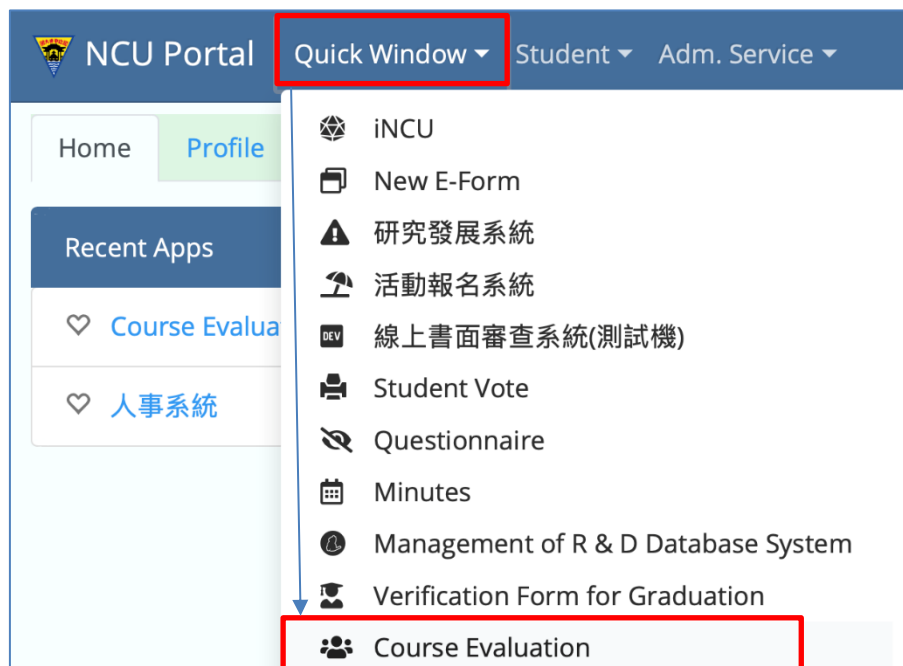 NCU Portal Quick Window Student Adm. Service
Home Profile
Recent Apps
Course Evalua
人事系統
iNCU
New E-Form
研究發展系統
活動報名系統
DEV 線上書面審查系統(測試機)
Student Vote
Questionnaire
Minutes
Management of R & D Database System
Verification Form for Graduation
Course Evaluation